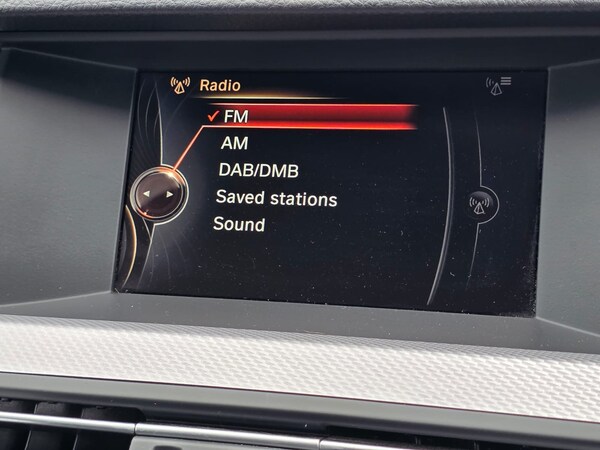 Radio
FM
AM
DAB/DMB
Saved stations
Sound